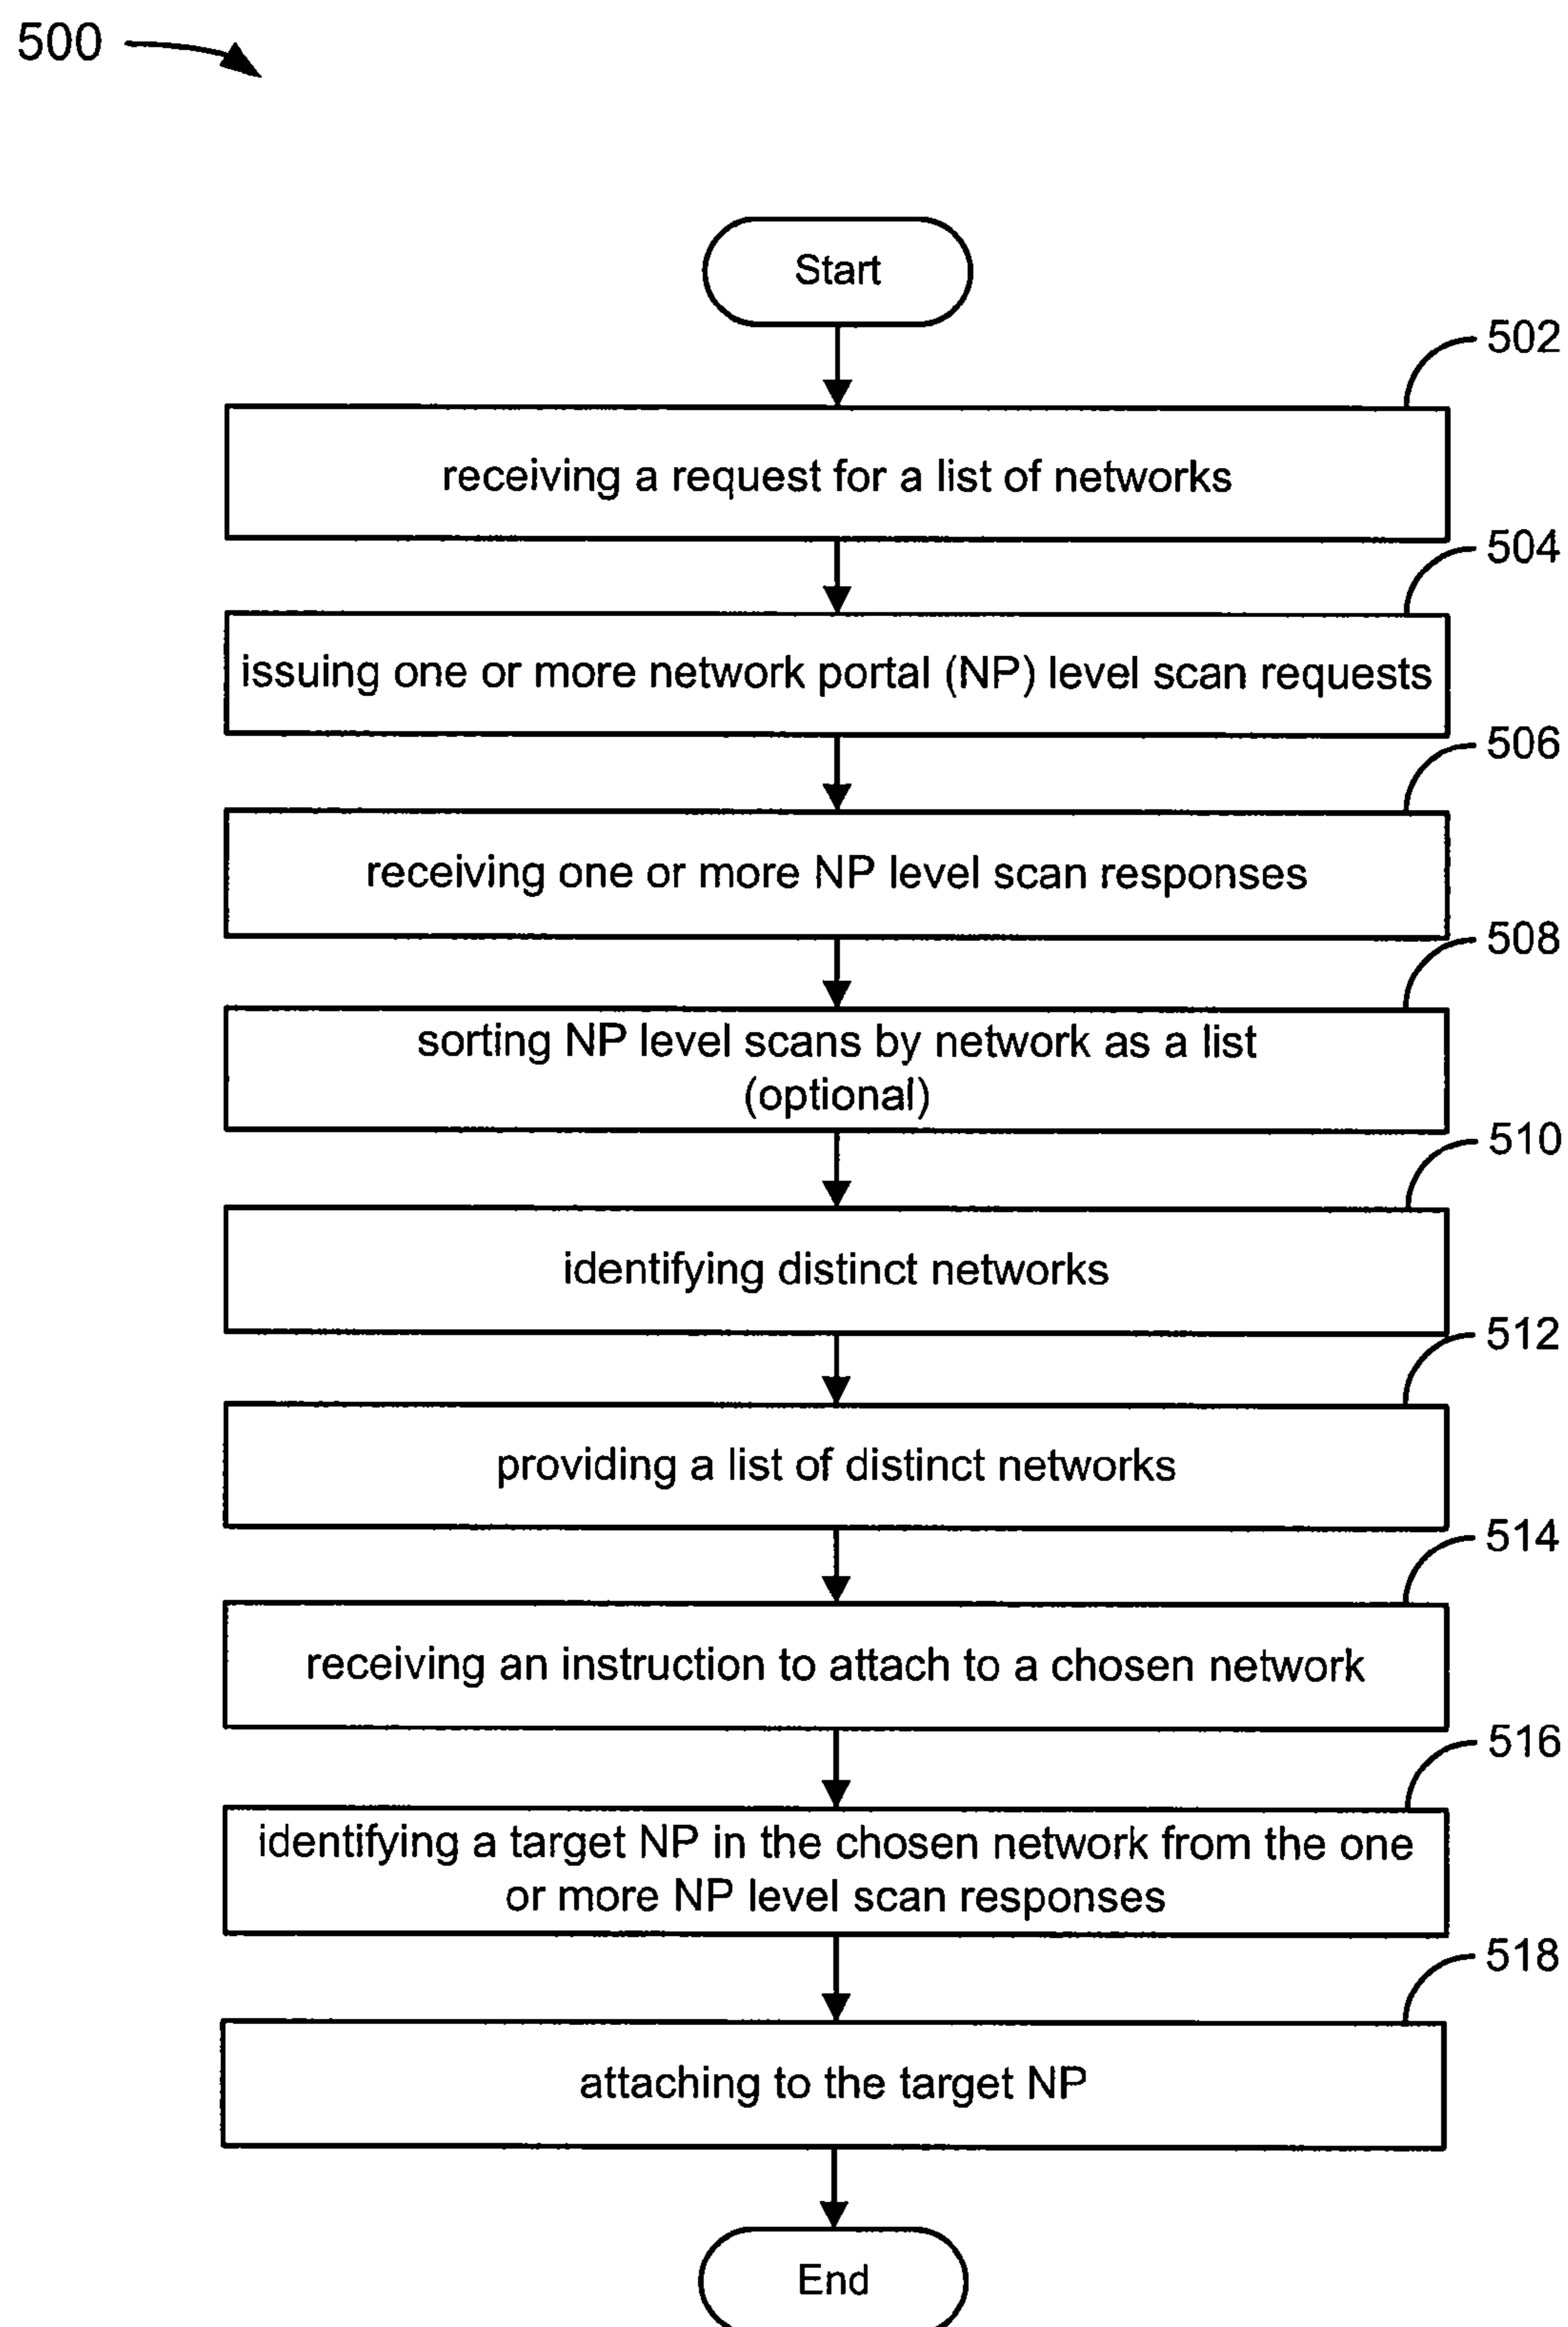 500
Start
502
receiving a request for a list of networks
504
issuing one or more network portal (NP) level scan requests
506
receiving one or more NP level scan responses
508
sorting NP level scans by network as a list
(optional)
510
identifying distinct networks
512
providing a list of distinct networks
514
receiving an instruction to attach to a chosen network
516
identifying a target NP in the chosen network from the one
or more NP level scan responses
518
attaching to the target NP
End